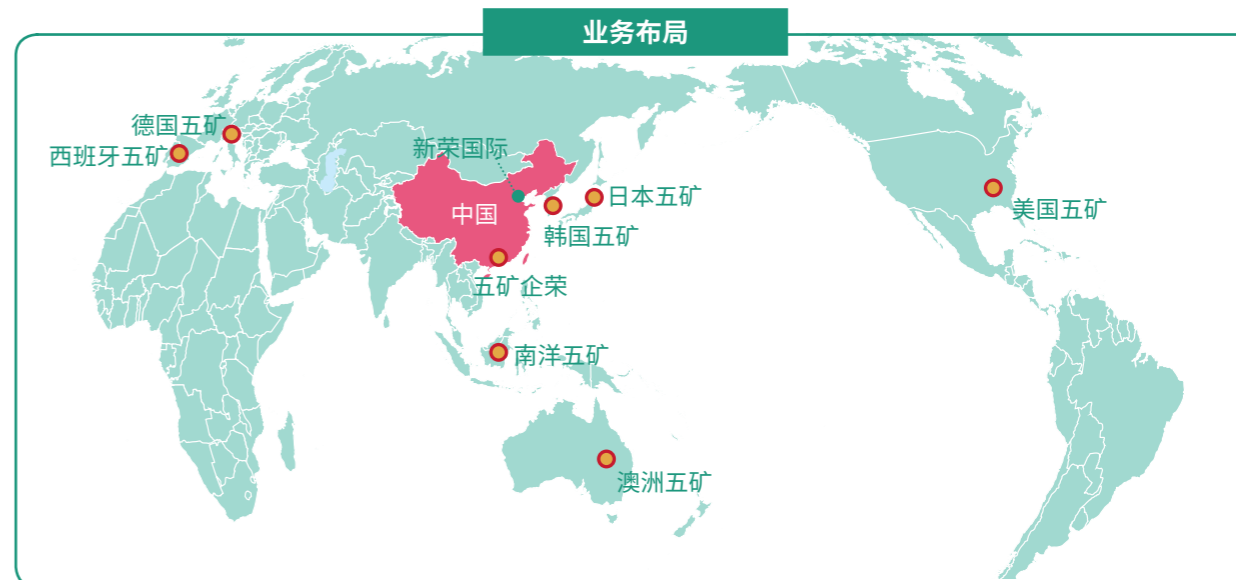 业务布局
德国五矿
西班牙五矿
新荣国际
中国
日本五矿
韩国五矿
美国五矿
五矿企荣
南洋五矿
澳洲五矿